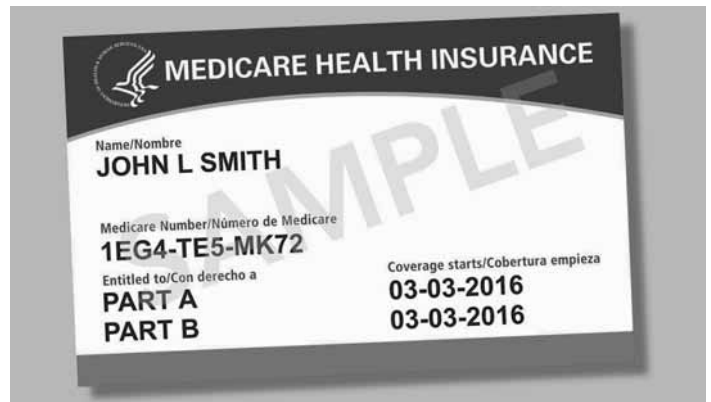 MEDICARE HEALTH INSURANCE
Name/Nombre
JOHN L SMITH
Medicare Number/Número de Medicare
1EG4-TE5-MK72
Entitled to/Con derecho a
Coverage starts/Cobertura empieza
PART A
03-03-2016
PART B
03-03-2016
SAMPLE